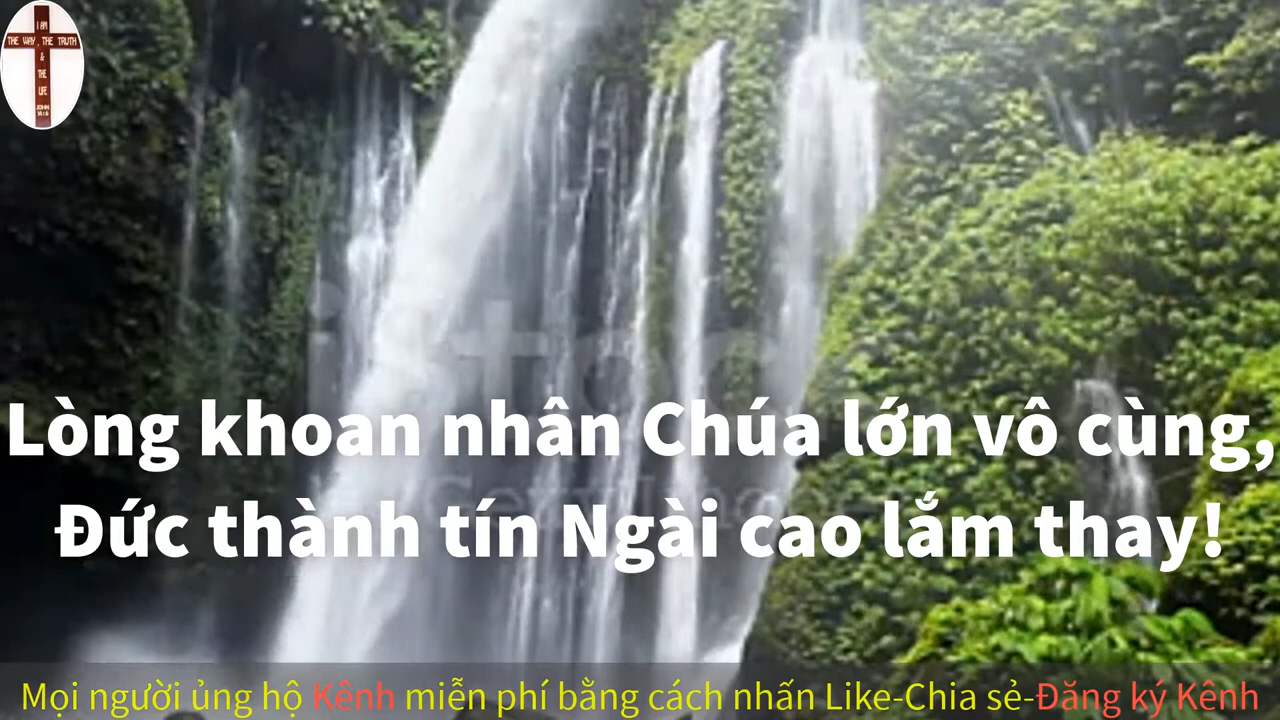 I AM
THE WAY, THE TRUTH
&
THE
LIFE
JOHN
Lòng khoan nhân Chúa lớn vô cùng,
Đức thành tín Ngài cao lắm thay!
Mọi người ủng hộ Kênh miễn phí bằng cách nhấn Like-Chia sẻ-Đăng ký Kênh